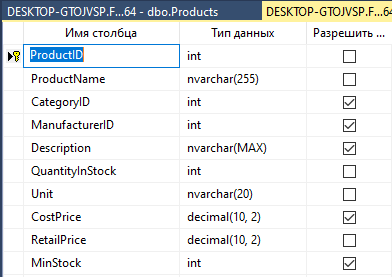 DESKTOP-GTOJVSP.F...64 - dbo.Products DESKTOP-GTOJVSP.F...64
Имя столбца Тип данных Разрешить ...
ProductID int
ProductName nvarchar(255)
CategoryID int
ManufacturerID int
Description nvarchar(MAX)
QuantityInStock int
Unit nvarchar(20)
CostPrice decimal(10, 2)
RetailPrice decimal(10, 2)
MinStock int